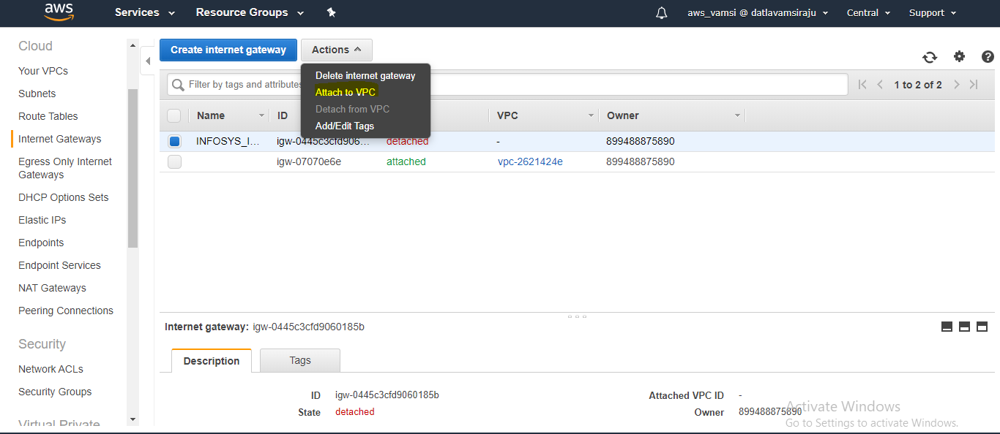 aws Services Resource Groups aws_vamsi @ datlavamsiraju Central Support
Cloud
Your VPCs
Subnets
Route Tables
Internet Gateways
Egress Only Internet
Gateways
DHCP Options Sets
Elastic IPs
Endpoints
Endpoint Services
NAT Gateways
Peering Connections
Security
Network ACLs
Security Groups
Virtual Private
Create internet gateway Actions
Delete internet gateway
Attach to VPC
Detach from VPC
Add/Edit Tags
Filter by tags and attributes
1 to 2 of 2
Name ID VPC Owner
INFOSYS_I... igw-0445c3cfd906... detached - 899488875890
igw-07070e6e attached vpc-2621424e 899488875890
Internet gateway: igw-0445c3cfd9060185b
Description Tags
ID igw-0445c3cfd9060185b Attached VPC ID -
State detached Owner 899488875890
Activate Windows
Go to Settings to activate Windows.